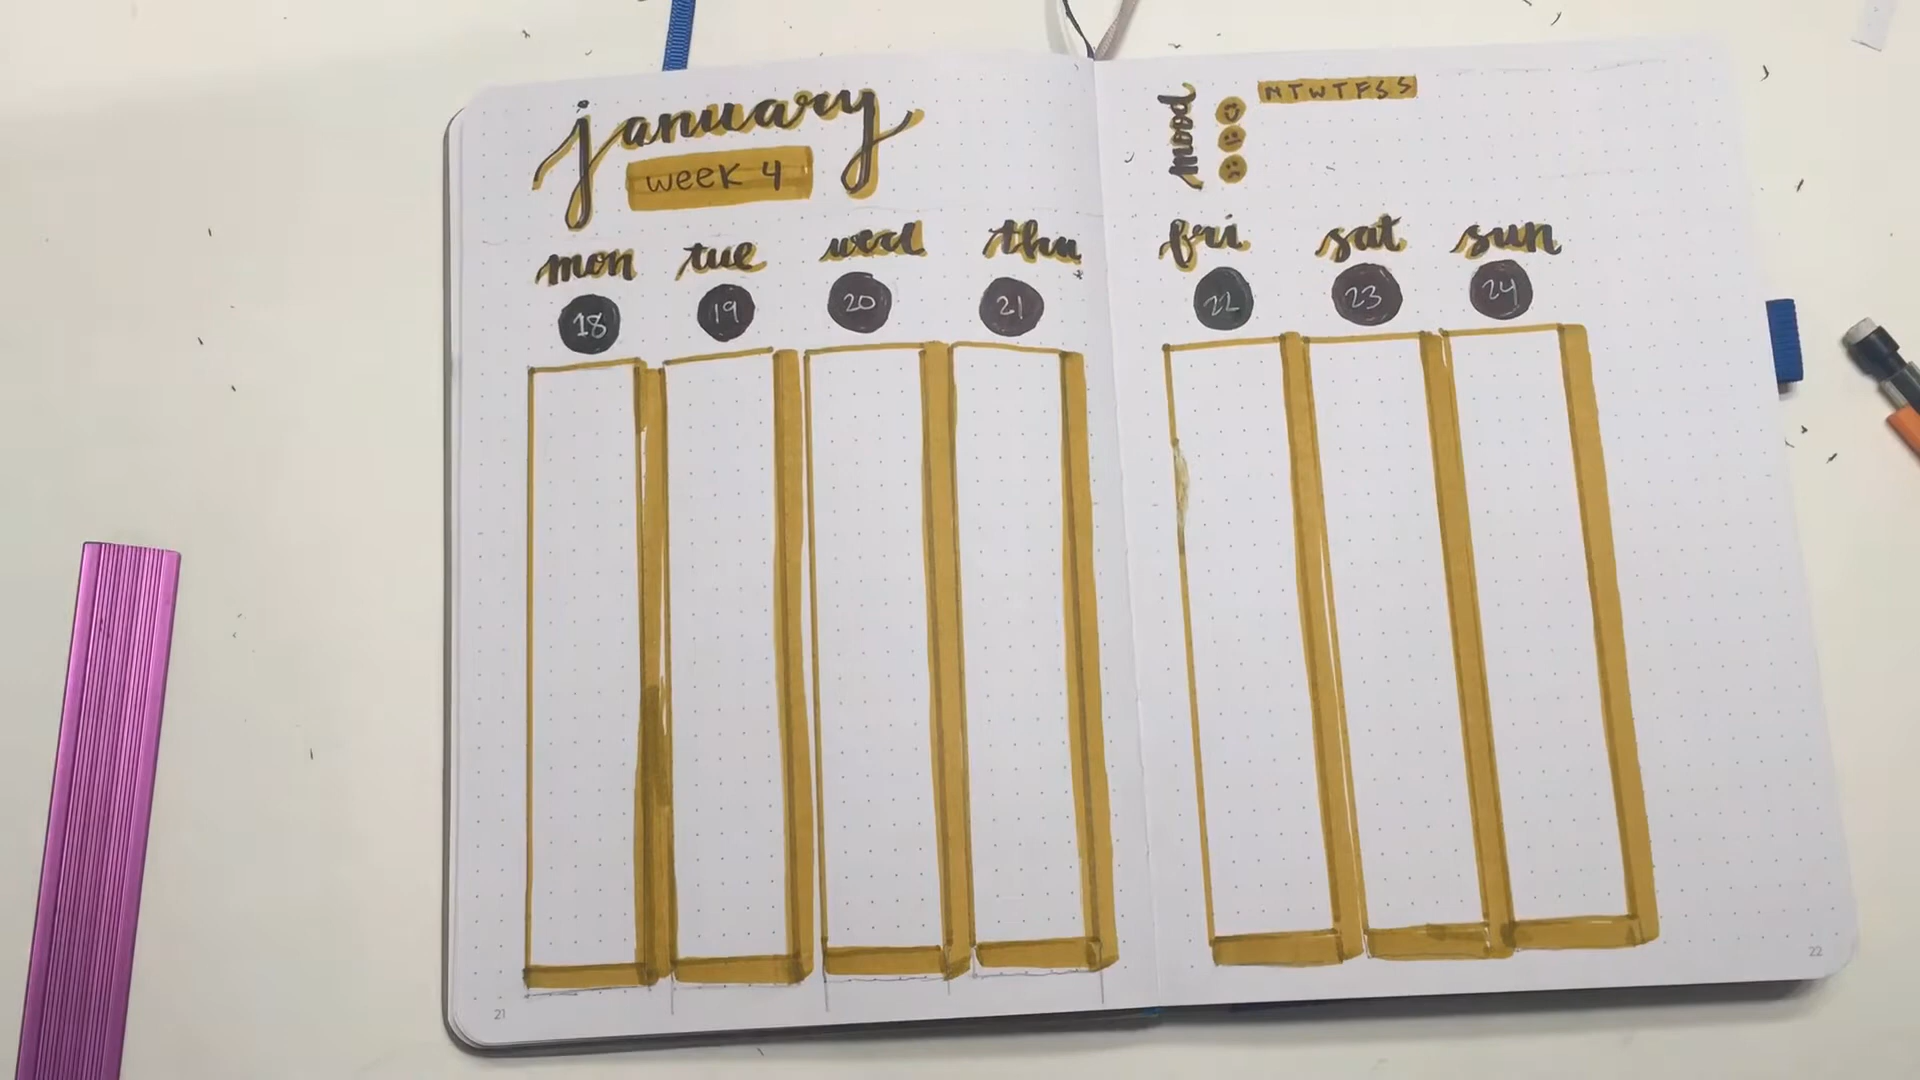 january
week 4
mon tue wed thu
18 19 20 21
21
mood
MTWTFSS
fri sat sun
22 23 24
22